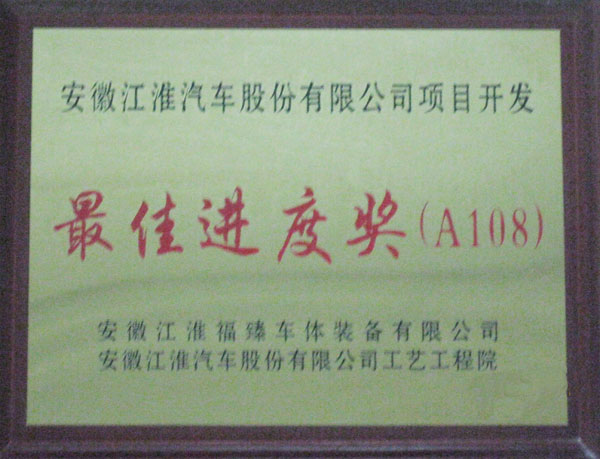 安徽江淮汽车股份有限公司项目开发
最佳进度奖(A108)
安徽江淮福臻车体装备有限公司
安徽江淮汽车股份有限公司工艺工程院